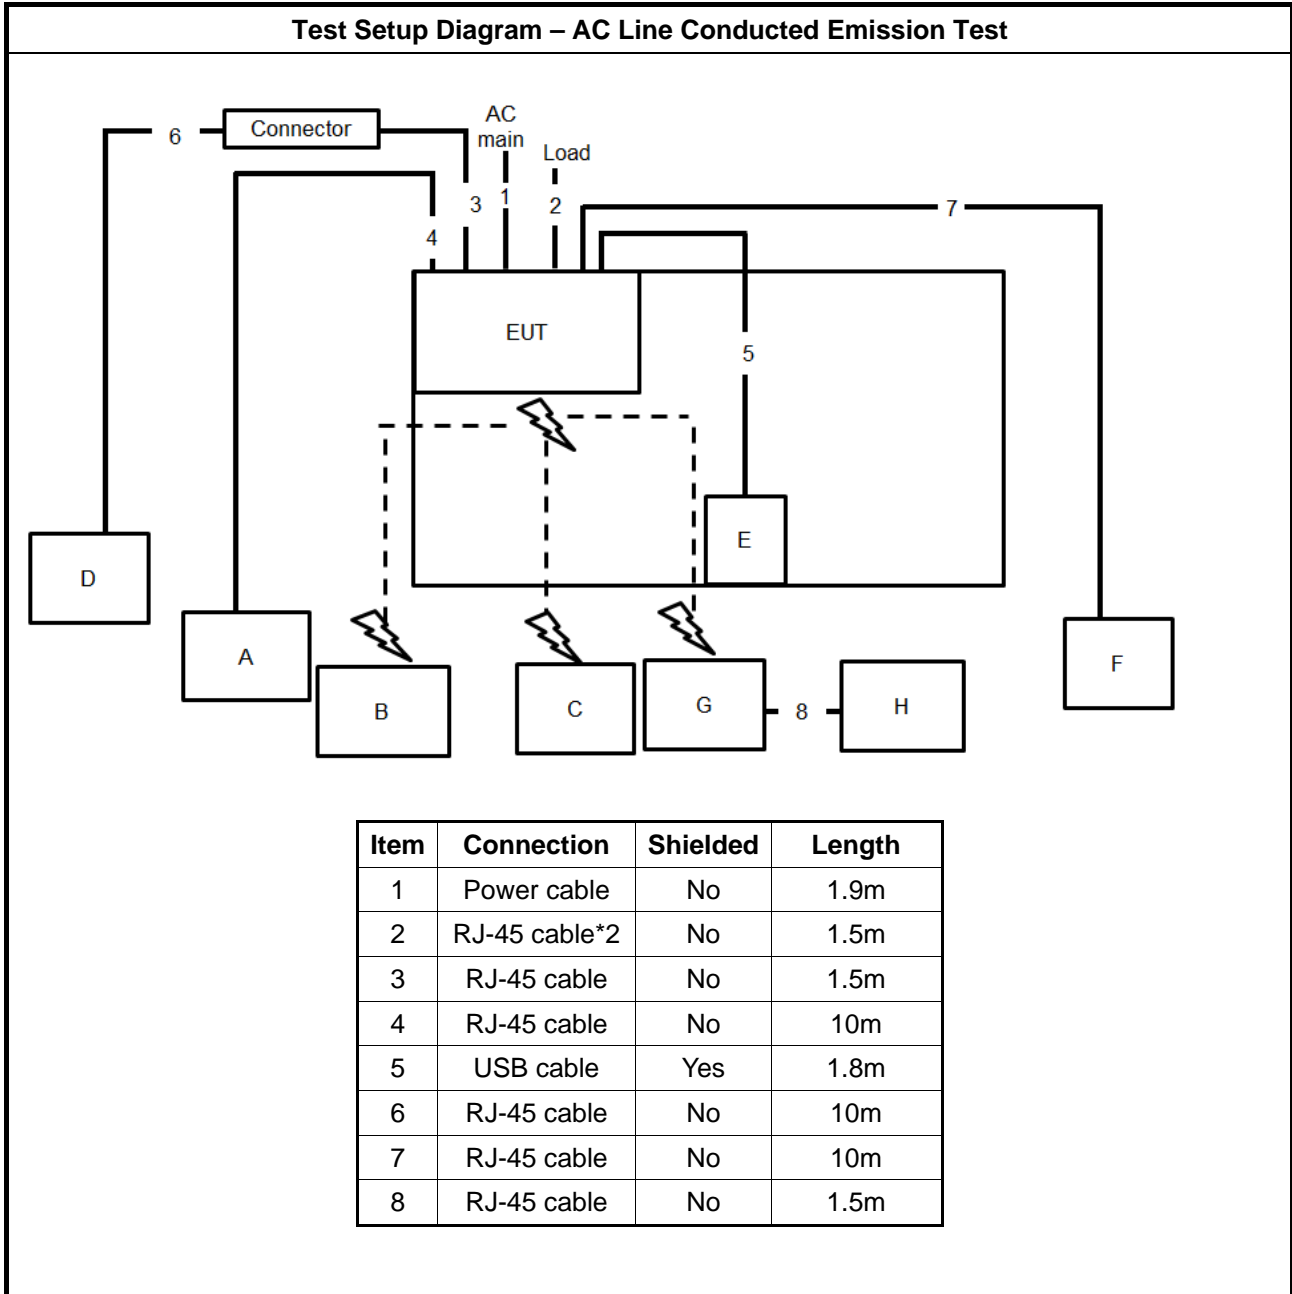 Test Setup Diagram – AC Line Conducted Emission Test
AC
main
Connector
6
Load
3
1
2
7
4
EUT
5
E
D
A
B
C
G
8
H
F
Item Connection Shielded Length
1 Power cable No 1.9m
2 RJ-45 cable*2 No 1.5m
3 RJ-45 cable No 1.5m
4 RJ-45 cable No 10m
5 USB cable Yes 1.8m
6 RJ-45 cable No 10m
7 RJ-45 cable No 10m
8 RJ-45 cable No 1.5m